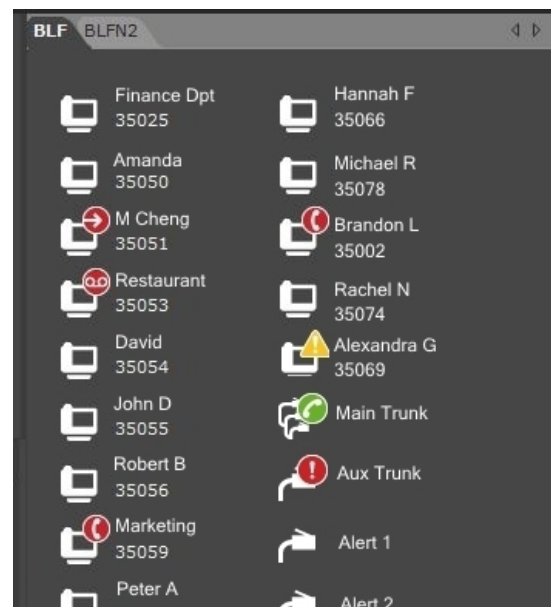 BLF BLFN2
Finance Dpt
35025
Amanda
35050
M Cheng
35051
Restaurant
35053
David
35054
John D
35055
Robert B
35056
Marketing
35059
Peter A
Hannah F
35066
Michael R
35078
Brandon L
35002
Rachel N
35074
Alexandra G
35069
Main Trunk
Aux Trunk
Alert 1
Alert 2